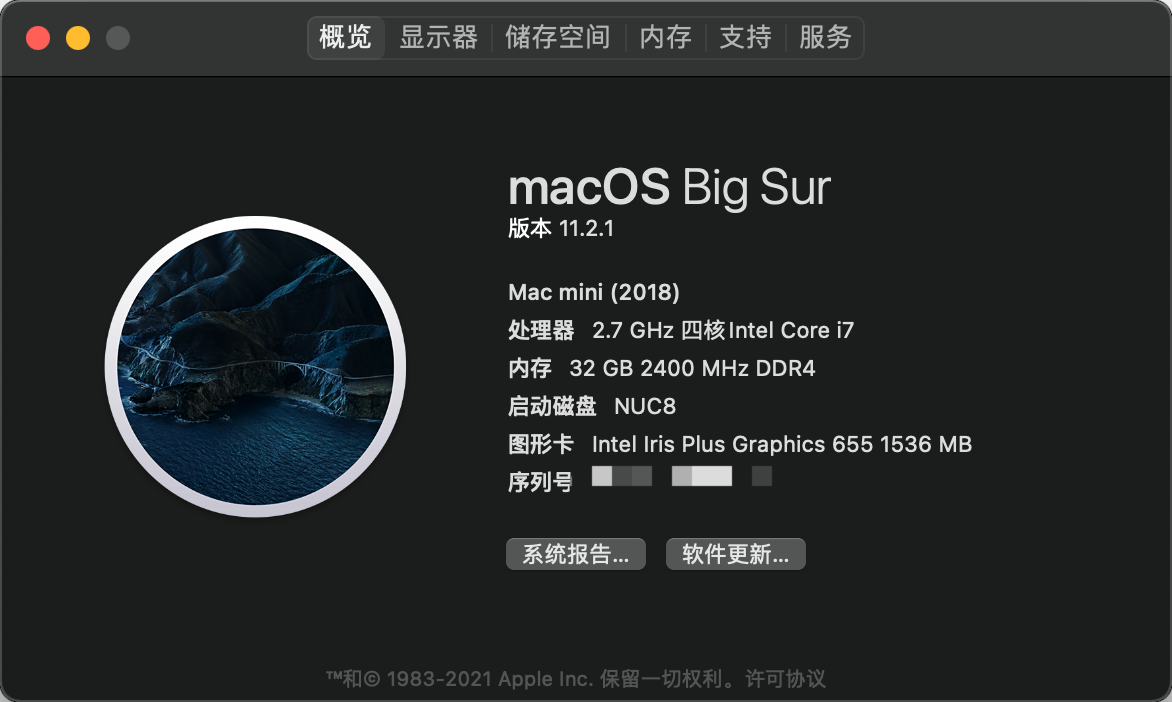 概览 显示器 储存空间 内存 支持 服务
macOS Big Sur
版本 11.2.1
Mac mini (2018)
处理器 2.7 GHz 四核Intel Core i7
内存 32 GB 2400 MHz DDR4
启动磁盘 NUC8
图形卡 Intel Iris Plus Graphics 655 1536 MB
序列号
系统报告... 软件更新...
™和© 1983-2021 Apple Inc. 保留一切权利。许可协议